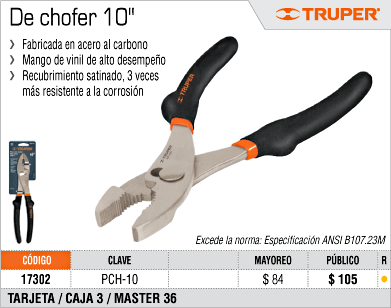 De chofer 10"
TRUPER
Fabricada en acero al carbono
Mango de vinil de alto desempeño
Recubrimiento satinado, 3 veces
más resistente a la corrosión
TRUPER
Excede la norma: Especificación ANSI B107.23M
CÓDIGO CLAVE MAYOREO PÚBLICO R
17302 PCH-10 $ 84 $ 105
TARJETA / CAJA 3 / MASTER 36